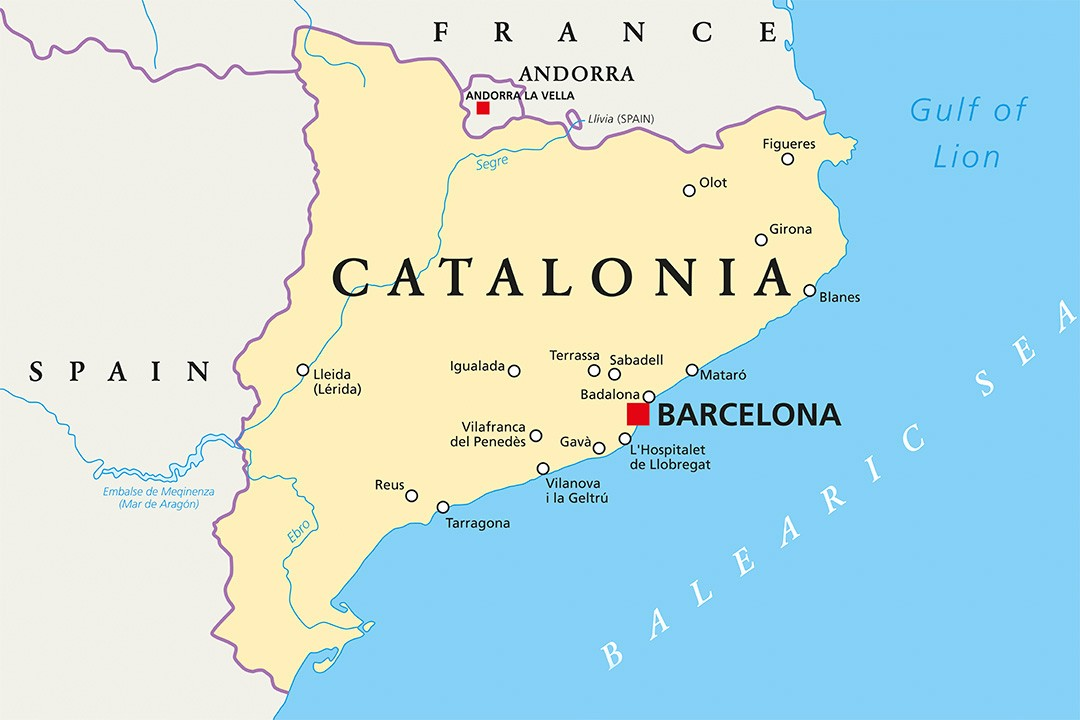 FRANCE
ANDORRA
ANDORRA LA VELLA
Llívia (SPAIN)
Gulf of
Lion
Segre
Figueres
Olot
Girona
CATALONIA
Blanes
SPAIN
Lleida
(Lérida)
Igualada
Terrassa
Sabadell
Mataró
Badalona
BARCELONA
Vilafranca
del Penedès
Gavà
L'Hospitalet
de Llobregat
Vilanova
i la Geltrú
Reus
Tarragona
Embalse de Meqinenza
(Mar de Aragón)
Ebro
BALEARIC SEA